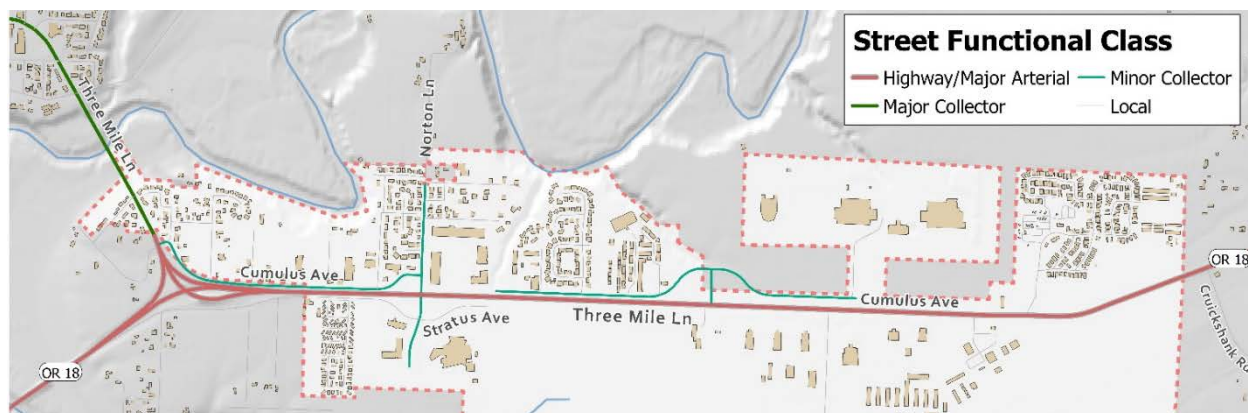 Street Functional Class
Highway/Major Arterial
Minor Collector
Major Collector
Local
Three Mile Ln
Norton Ln
OR 18
Cumulus Ave
Cumulus Ave
Stratus Ave
Three Mile Ln
Cruickshank Rd
OR 18